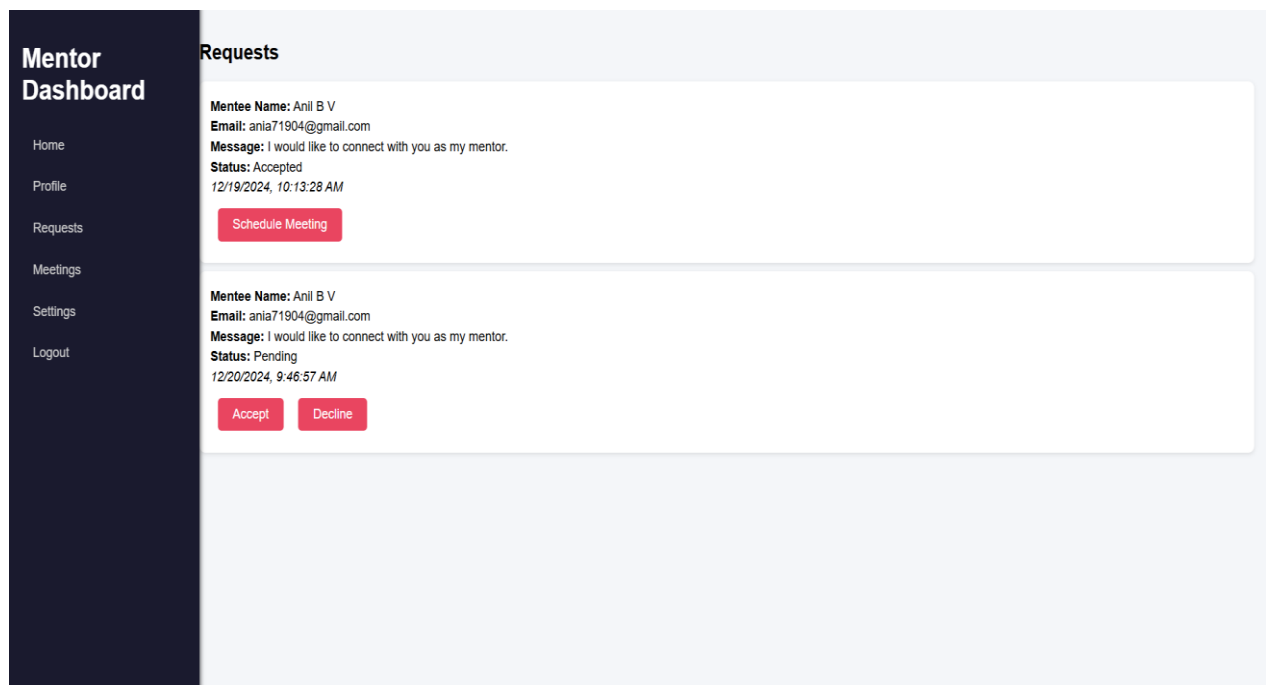 Mentor
Dashboard
Home
Profile
Requests
Meetings
Settings
Logout
Requests
Mentee Name: Anil B V
Email: ania71904@gmail.com
Message: I would like to connect with you as my mentor.
Status: Accepted
12/19/2024, 10:13:28 AM
Schedule Meeting
Mentee Name: Anil B V
Email: ania71904@gmail.com
Message: I would like to connect with you as my mentor.
Status: Pending
12/20/2024, 9:46:57 AM
Accept Decline